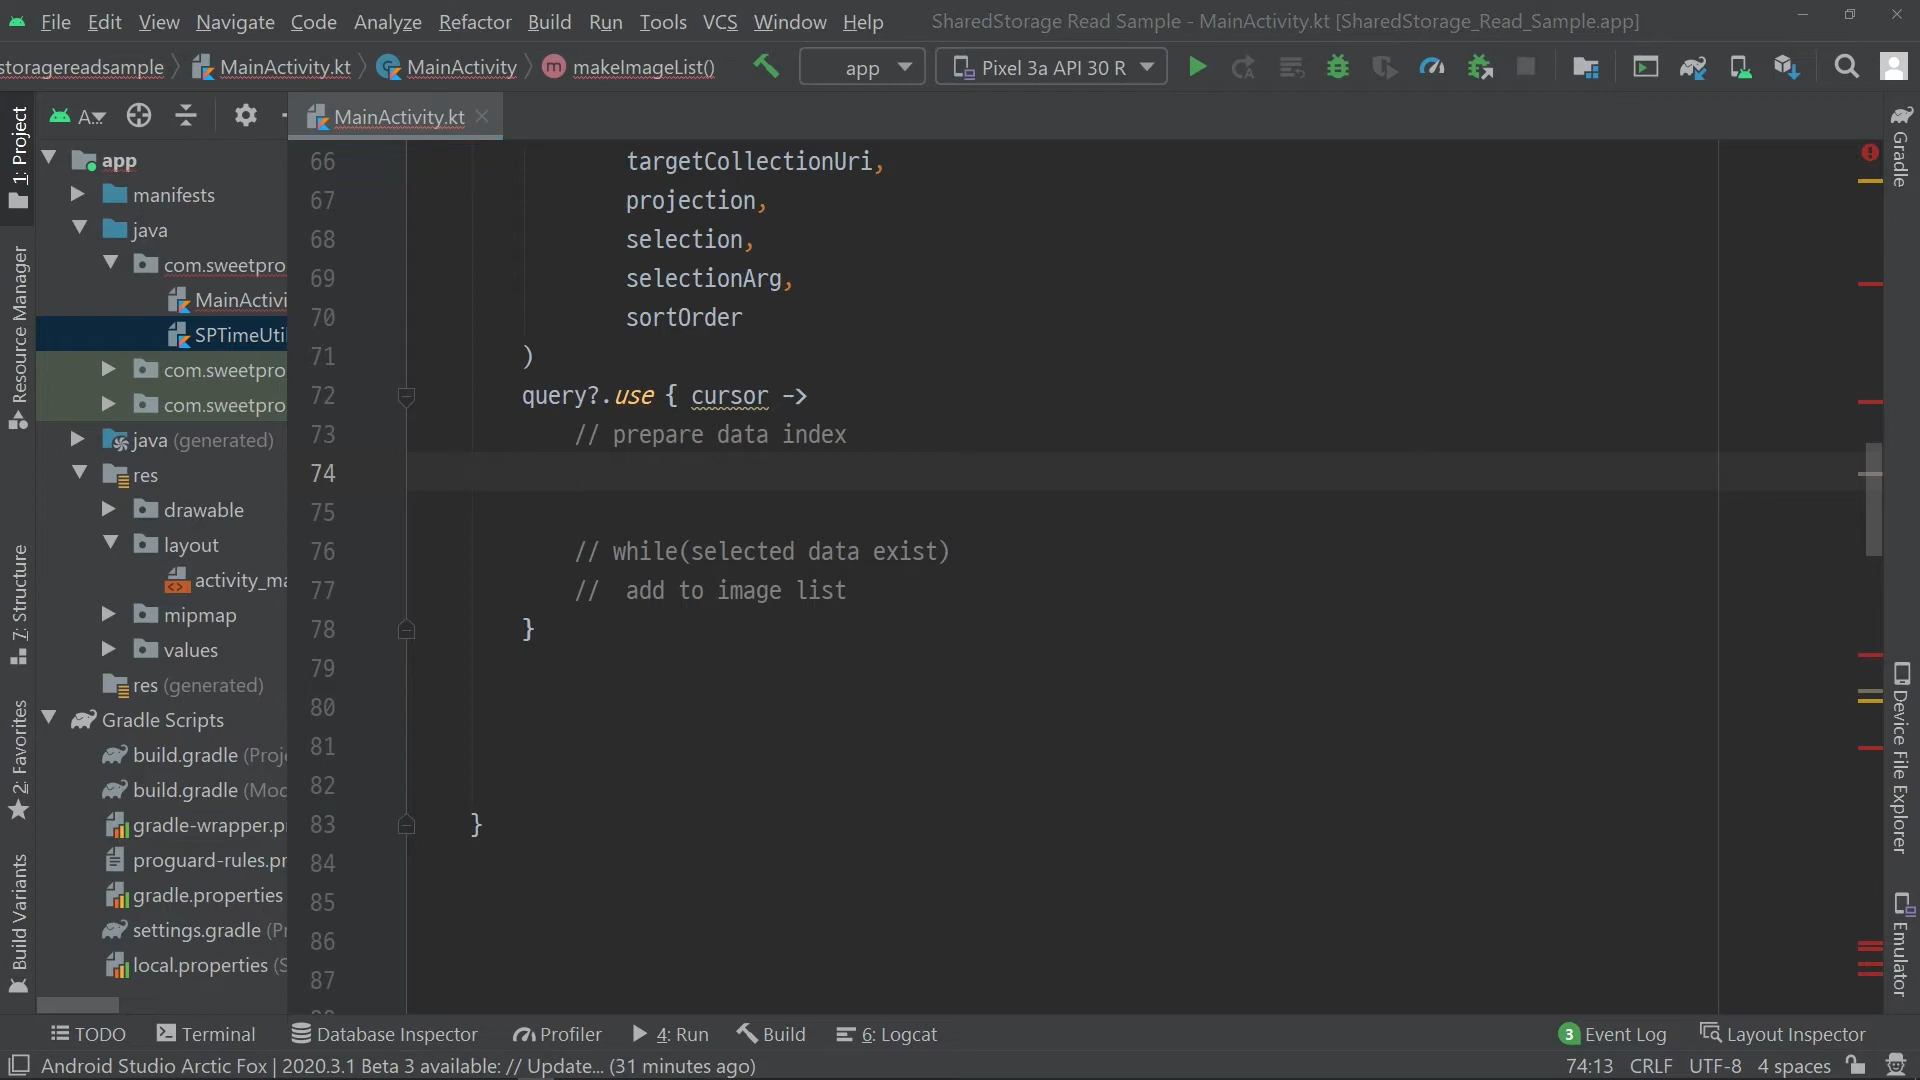 File Edit View Navigate Code Analyze Refactor Build Run Tools VCS Window Help SharedStorage Read Sample - MainActivity.kt [SharedStorage_Read_Sample.app]
storagereadsample MainActivity.kt MainActivity makeImageList() app Pixel 3a API 30 R
A... MainActivity.kt
1: Project
Resource Manager
7: Structure
2: Favorites
Build Variants
app
manifests
java
com.sweetpro
MainActivi
SPTimeUtil
com.sweetpro
com.sweetpro
java (generated)
res
drawable
layout
activity_ma
mipmap
values
res (generated)
Gradle Scripts
build.gradle (Proj
build.gradle (Mod
gradle-wrapper.pr
proguard-rules.pr
gradle.properties
settings.gradle (Pr
local.properties (S
66 targetCollectionUri,
67 projection,
68 selection,
69 selectionArg,
70 sortOrder
71 )
72 query?.use { cursor ->
73 // prepare data index
74
75
76 // while(selected data exist)
77 //  add to image list
78 }
79
80
81
82
83 }
84
85
86
87
Gradle
Device File Explorer
Emulator
TODO Terminal Database Inspector Profiler 4: Run Build 6: Logcat 3 Event Log Layout Inspector
Android Studio Arctic Fox | 2020.3.1 Beta 3 available: // Update... (31 minutes ago) 74:13 CRLF UTF-8 4 spaces